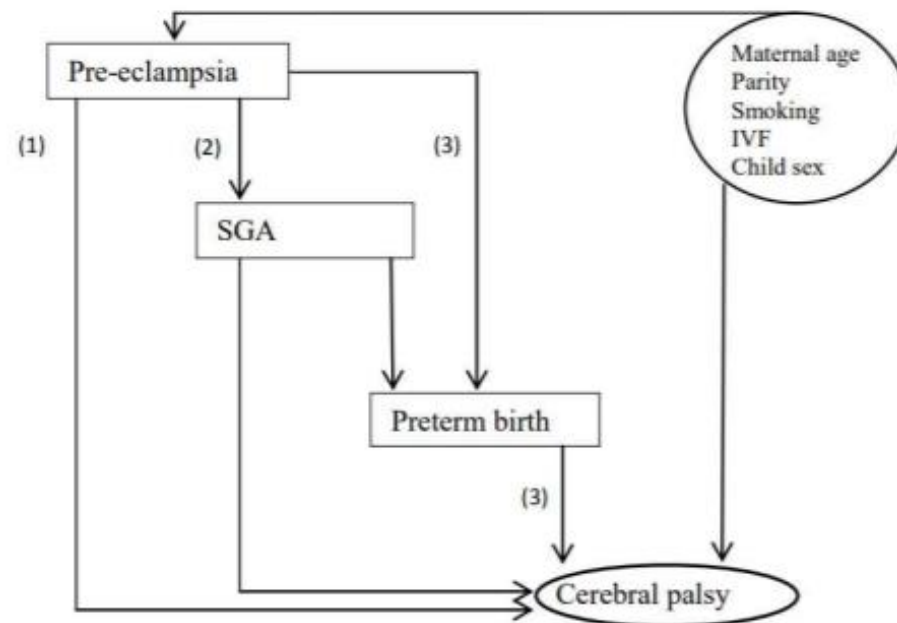 Pre-eclampsia
Maternal age
Parity
Smoking
IVF
Child sex
(1)
(2)
(3)
SGA
Preterm birth
(3)
Cerebral palsy